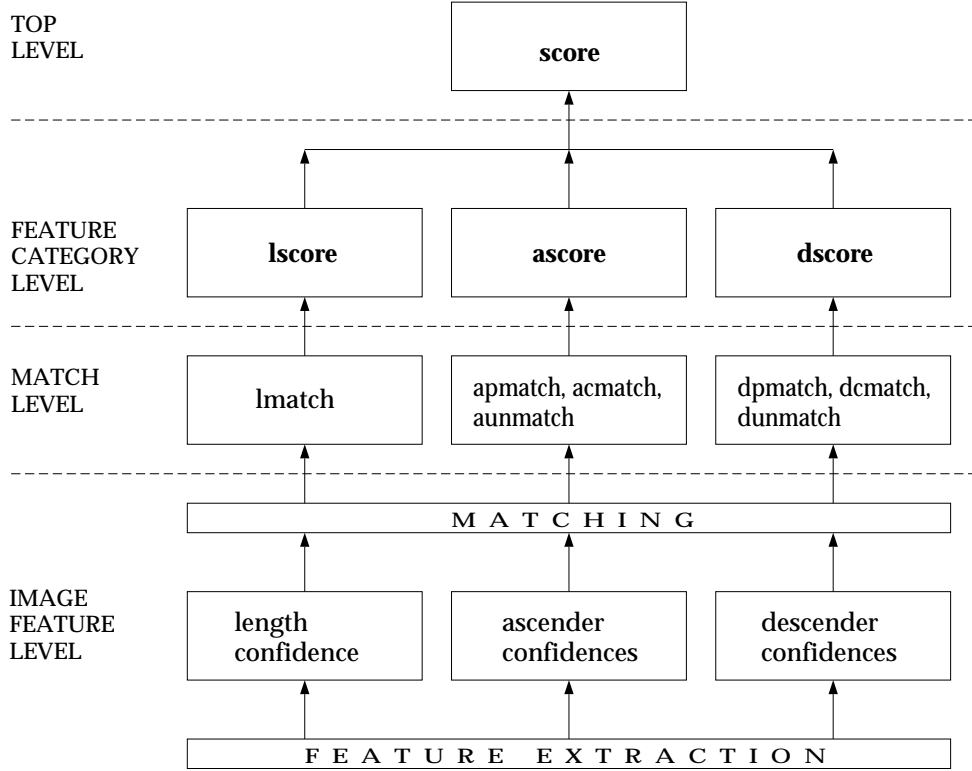 TOP
LEVEL
score
FEATURE
CATEGORY
LEVEL
lscore
ascore
dscore
MATCH
LEVEL
lmatch
apmatch, acmatch,
aunmatch
dpmatch, dcmatch,
dunmatch
MATCHING
IMAGE
FEATURE
LEVEL
length
confidence
ascender
confidences
descender
confidences
FEATURE EXTRACTION